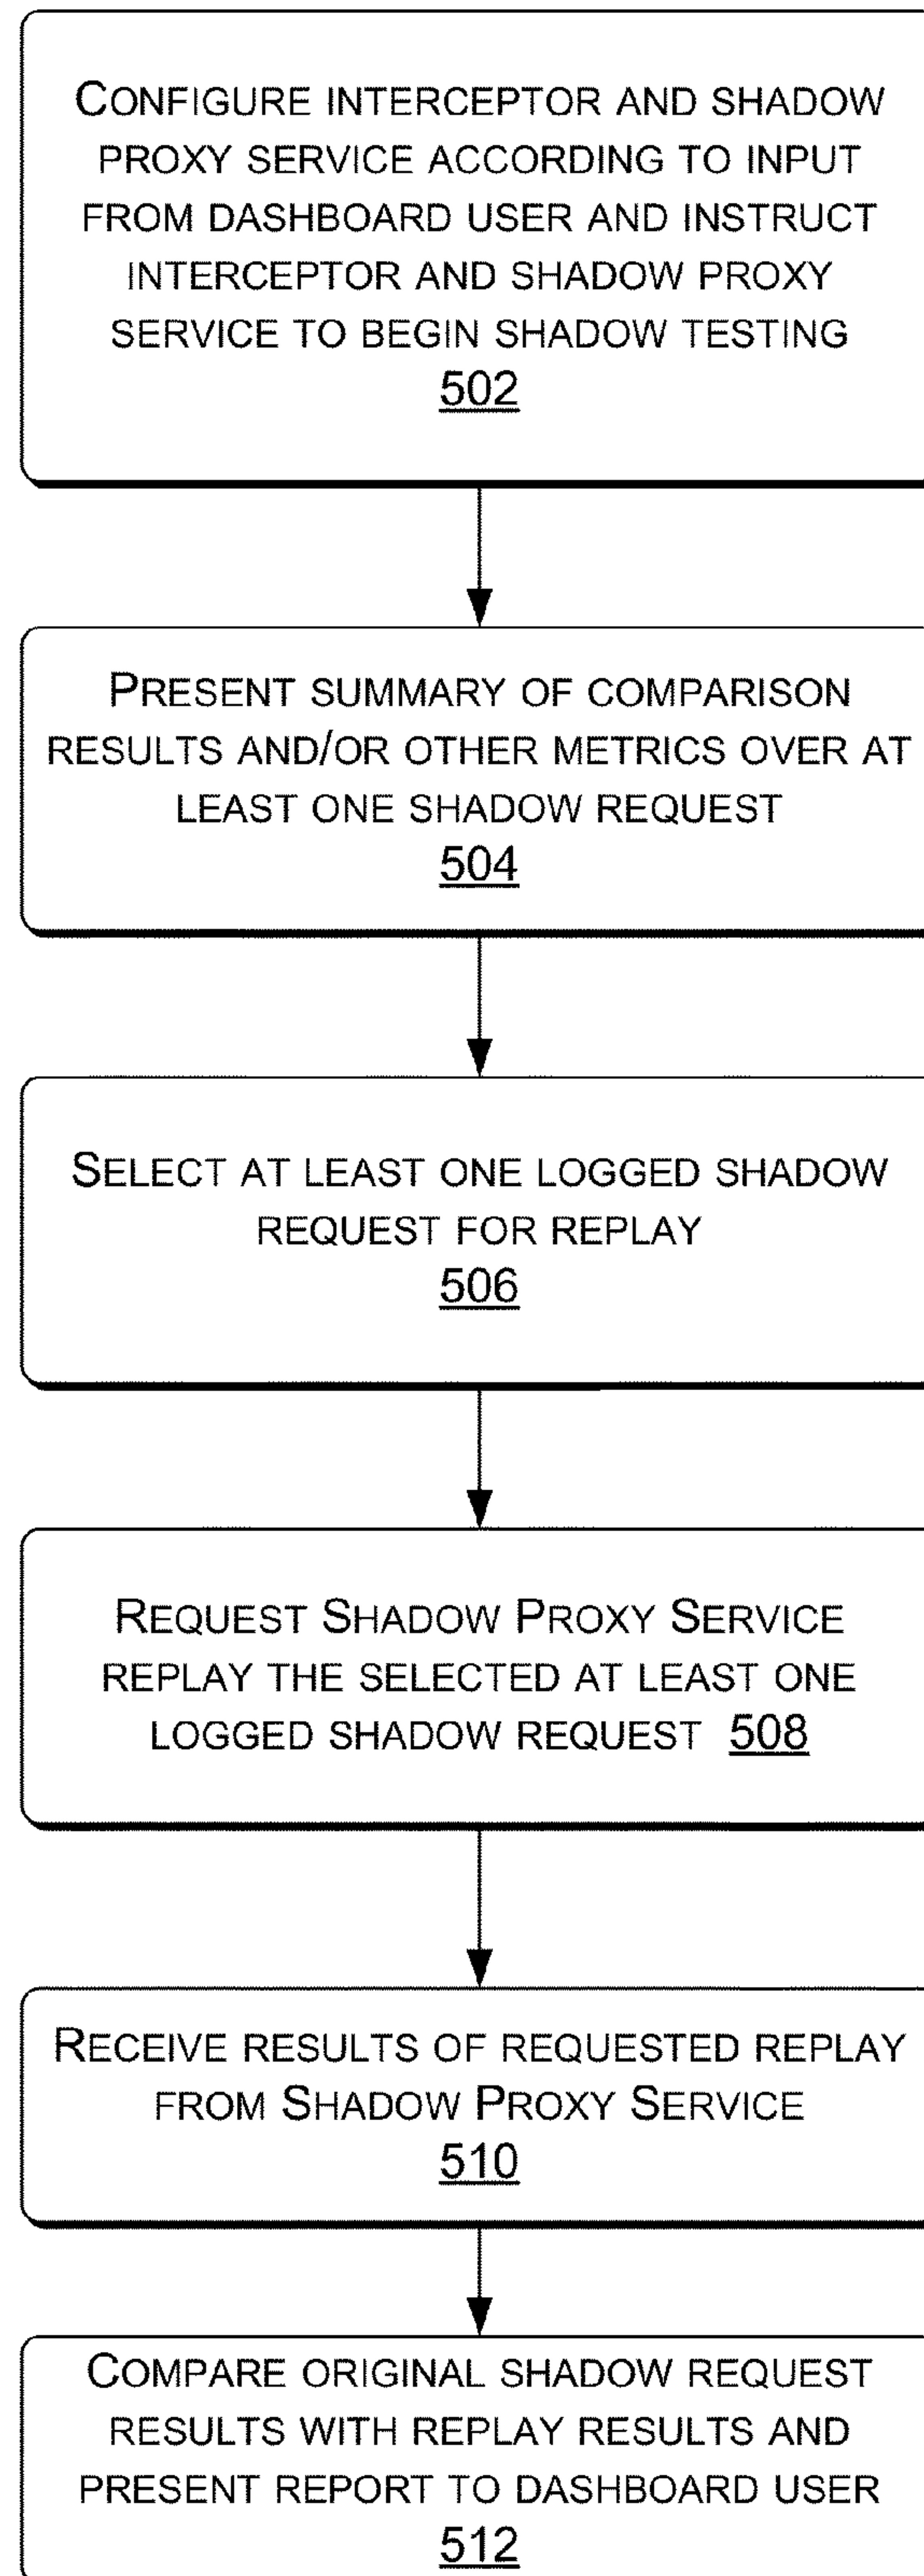 CONFIGURE INTERCEPTOR AND SHADOW
PROXY SERVICE ACCORDING TO INPUT
FROM DASHBOARD USER AND INSTRUCT
INTERCEPTOR AND SHADOW PROXY
SERVICE TO BEGIN SHADOW TESTING
502
PRESENT SUMMARY OF COMPARISON
RESULTS AND/OR OTHER METRICS OVER AT
LEAST ONE SHADOW REQUEST
504
SELECT AT LEAST ONE LOGGED SHADOW
REQUEST FOR REPLAY
506
REQUEST SHADOW PROXY SERVICE
REPLAY THE SELECTED AT LEAST ONE
LOGGED SHADOW REQUEST 508
RECEIVE RESULTS OF REQUESTED REPLAY
FROM SHADOW PROXY SERVICE
510
COMPARE ORIGINAL SHADOW REQUEST
RESULTS WITH REPLAY RESULTS AND
PRESENT REPORT TO DASHBOARD USER
512